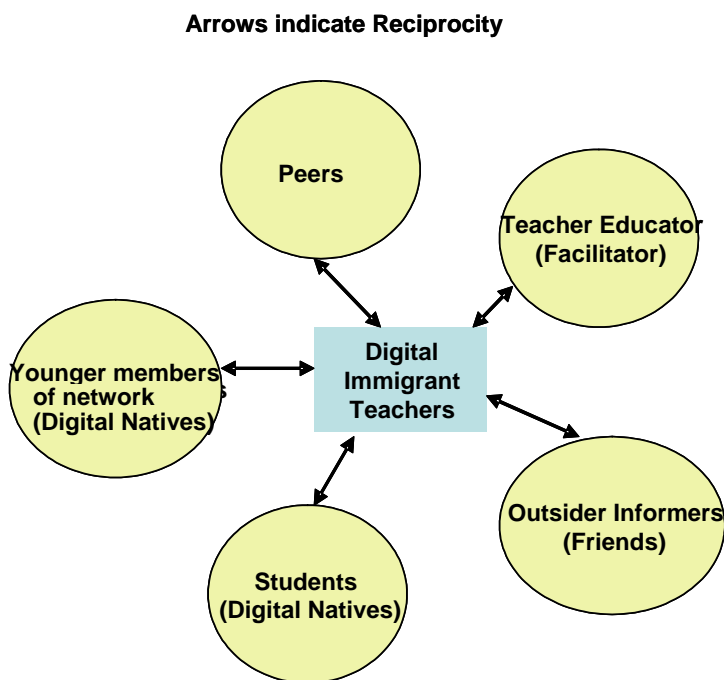 Arrows indicate Reciprocity
Peers
Teacher Educator
(Facilitator)
Digital
Immigrant
Teachers
Younger members
of network
(Digital Natives)
Outsider Informers
(Friends)
Students
(Digital Natives)